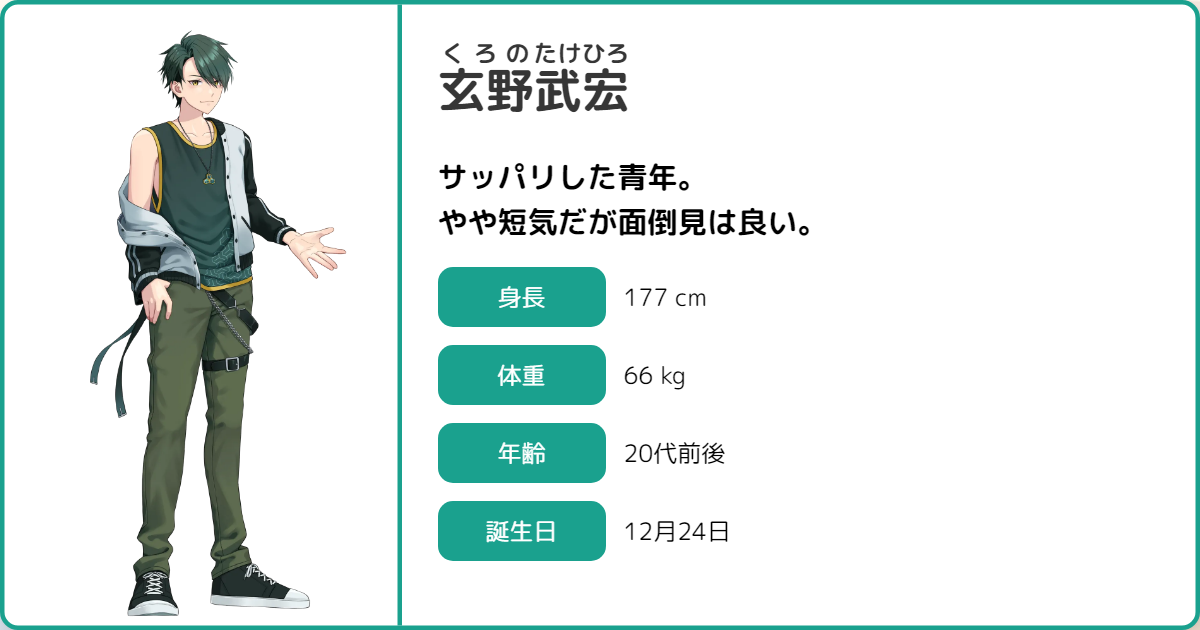 くろのたけひろ
玄野武宏
サッパリした青年。
やや短気だが面倒見は良い。
身長 177 cm
体重 66 kg
年齢 20代前後
誕生日 12月24日